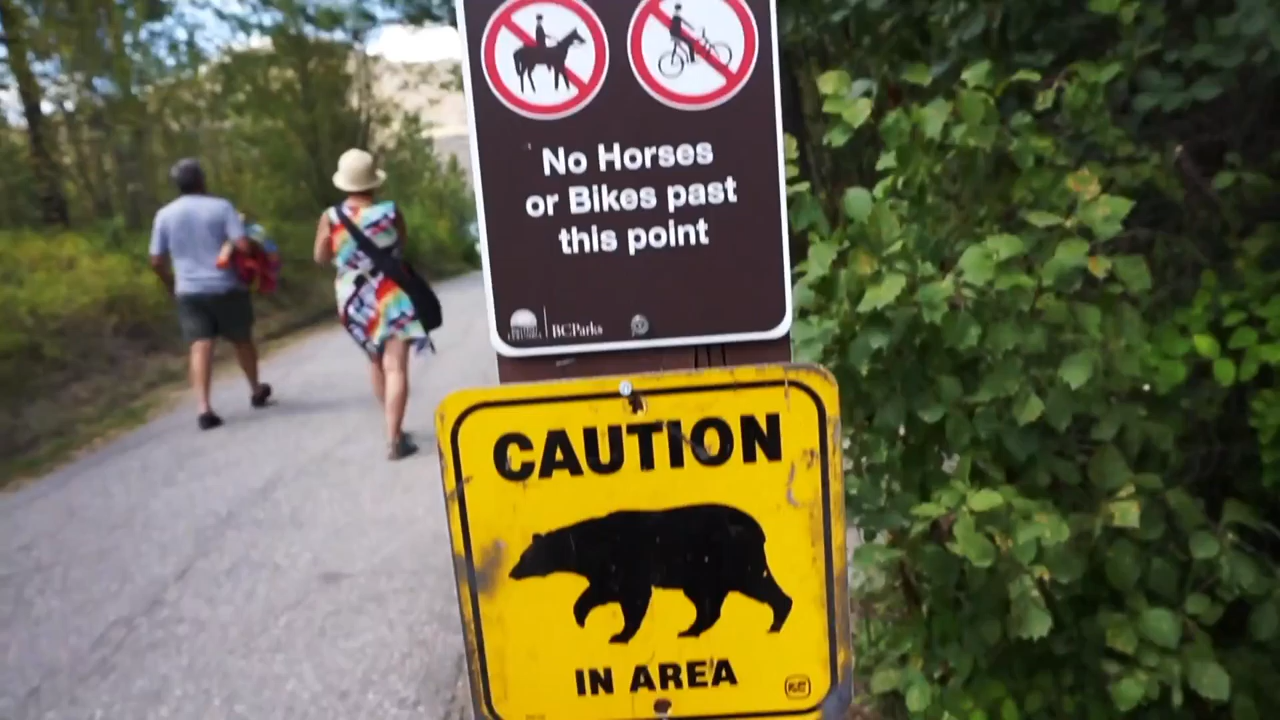 No Horses
or Bikes past
this point
BCParks
CAUTION
IN AREA